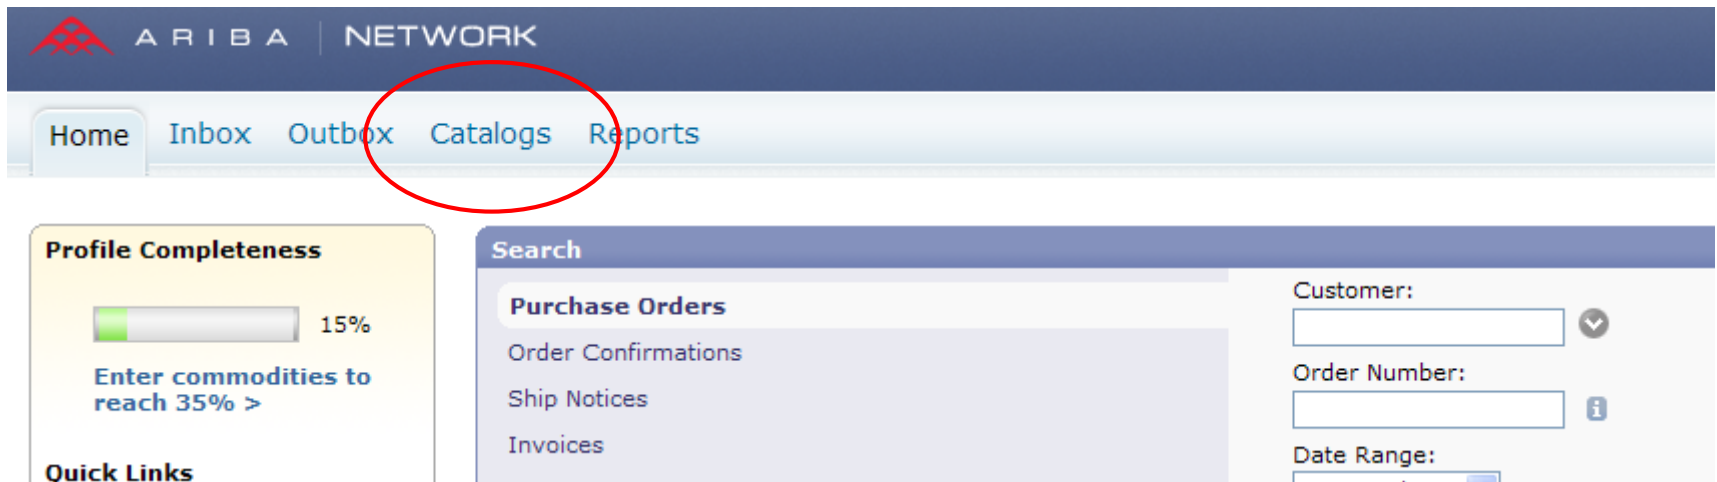 ARIBA NETWORK
Home Inbox Outbox Catalogs Reports
Profile Completeness
15%
Enter commodities to
reach 35% >
Quick Links
Search
Purchase Orders
Order Confirmations
Ship Notices
Invoices
Customer:
Order Number:
Date Range: